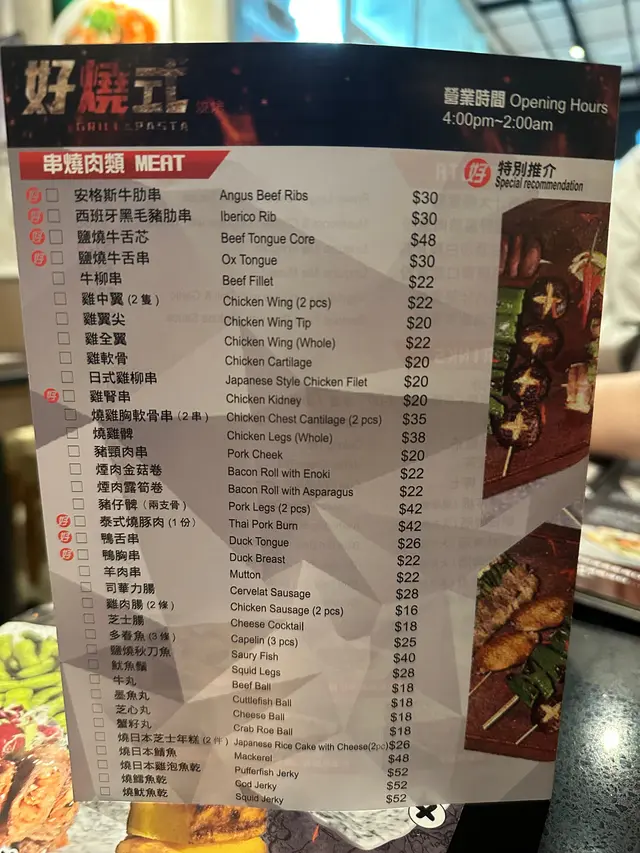 好燒式
GRILL & PASTA
營業時間 Opening Hours
4:00pm~2:00am
串燒肉類 MEAT
好 特別推介
Special recommendation
好 安格斯牛肋串 Angus Beef Ribs $30
好 西班牙黑毛豬肋串 Iberico Rib $30
好 鹽燒牛舌芯 Beef Tongue Core $48
好 鹽燒牛舌串 Ox Tongue $30
牛柳串 Beef Fillet $22
雞中翼 (2 隻) Chicken Wing (2 pcs) $22
雞翼尖 Chicken Wing Tip $20
雞全翼 Chicken Wing (Whole) $22
雞軟骨 Chicken Cartilage $20
日式雞柳串 Japanese Style Chicken Filet $20
好 雞腎串 Chicken Kidney $20
燒雞胸軟骨串 (2 串) Chicken Chest Cantilage (2 pcs) $35
燒雞髀 Chicken Legs (Whole) $38
豬頸肉串 Pork Cheek $20
煙肉金菇卷 Bacon Roll with Enoki $22
煙肉露筍卷 Bacon Roll with Asparagus $22
豬仔髀 (兩支骨) Pork Legs (2 pcs) $42
好 泰式燒豚肉 (1 份) Thai Pork Burn $42
好 鴨舌串 Duck Tongue $26
好 鴨胸串 Duck Breast $22
羊肉串 Mutton $22
司華力腸 Cervelat Sausage $28
雞肉腸 (2 條) Chicken Sausage (2 pcs) $16
芝士腸 Cheese Cocktail $18
多春魚 (3 條) Capelin (3 pcs) $25
鹽燒秋刀魚 Saury Fish $40
魷魚鬚 Squid Legs $28
牛丸 Beef Ball $18
墨魚丸 Cuttlefish Ball $18
芝心丸 Cheese Ball $18
蟹籽丸 Crab Roe Ball $18
燒日本芝士年糕 (2 件) Japanese Rice Cake with Cheese(2pc) $26
燒日本鯖魚 Mackerel $48
燒日本雞泡魚乾 Pufferfish Jerky $52
燒鱈魚乾 God Jerky $52
燒魷魚乾 Squid Jerky $52